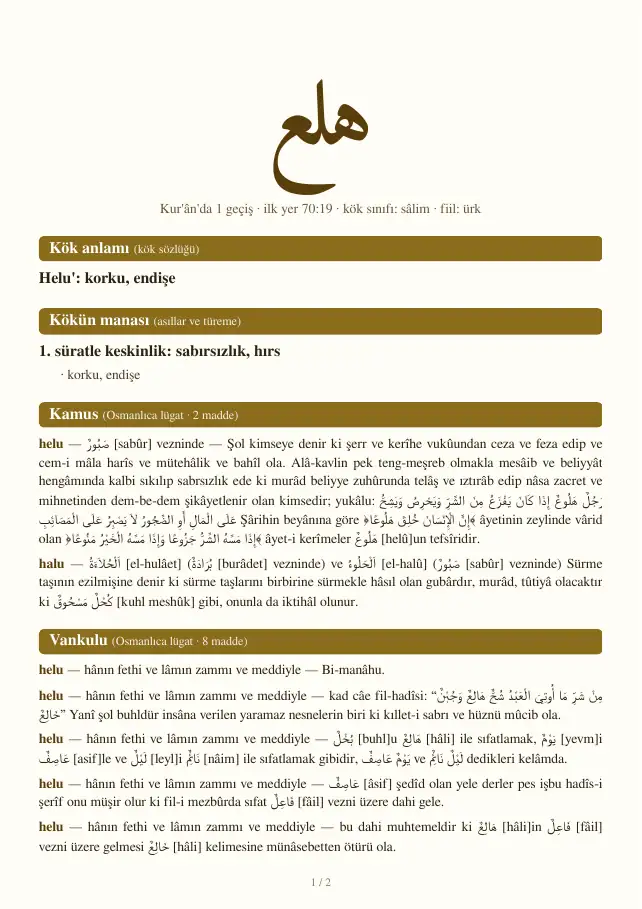 هلع
Kur'ân'da 1 geçiş · ilk yer 70:19 · kök sınıfı: sâlim · fiil: ürk
Kök anlamı (kök sözlüğü)
Helu': korku, endişe
Kökün manası (asıllar ve türeme)
1. süratle keskinlik: sabırsızlık, hırs
· korku, endişe
Kamus (Osmanlıca lügat · 2 madde)
helu — صَبُورٌ [sabûr] vezninde — Şol kimseye denir ki şerr ve kerîhe vukûundan ceza ve feza edip ve
cem-i mâla harîs ve mütehâlik ve bahîl ola. Alâ-kavlin pek teng-meşreb olmakla mesâib ve beliyyât
hengâmında kalbi sıkılıp sabrsızlık ede ki murâd beliyye zuhûrunda telâş ve ıztırâb edip nâsa zacret ve
mihnetinden dem-be-dem şikâyetlenir olan kimsedir; yukâlu: رَجُلٌ هَلُوعٌ إِذَا كَانَ يَفْزَعُ مِنَ الشَّرِّ وَيَحْرِصُ وَيَشِحُّ
عَلَى الْمَالِ أَوِ الضَّجُورُ لاَ يَصْبِرُ عَلَى الْمَصَائِبِ Şârihin beyânına göre ﴿إِنَّ الْإِنْسَانَ خُلِقَ هَلُوعًا﴾ âyetinin zeylinde vârid
olan ﴿إِذَا مَسَّهُ الشَّرُّ جَزُوعًا وَإِذَا مَسَّهُ الْخَيْرُ مَنُوعًا﴾ âyet-i kerîmeler هَلُوعٌ [helû]un tefsîridir.
halu — اَلْحُلاَءَةُ [el-hulâet] (بُرَادَةٌ [burâdet] vezninde) ve اَلْحَلُوهُ [el-halû] (صَبُورٌ [sabûr] vezninde) Sürme
taşının ezilmişine denir ki sürme taşlarını birbirine sürmekle hâsıl olan gubârdır, murâd, tûtiyâ olacaktır
ki كُحْلٌ مَسْحُوقٌ [kuhl meshûk] gibi, onunla da iktihâl olunur.
Vankulu (Osmanlıca lügat · 8 madde)
helu — hânın fethi ve lâmın zammı ve meddiyle — Bi-manâhu.
helu — hânın fethi ve lâmın zammı ve meddiyle — kad câe fil-hadîsi: “مِنْ شَرِّ مَا أُوتِيَ الْعَبْدُ شُحٌّ هَالِعٌ وَجُبْنٌ
خَالِعٌ” Yanî şol buhldür insâna verilen yaramaz nesnelerin biri ki kıllet-i sabrı ve hüznü mûcib ola.
helu — hânın fethi ve lâmın zammı ve meddiyle — بُخْلٌ [buhl]u هَالِعٌ [hâli] ile sıfatlamak, يَوْمٌ [yevm]i
عَاصِفٌ [asif]le ve لَيْلٌ [leyl]i نَائِمٌ [nâim] ile sıfatlamak gibidir, يَوْمٌ عَاصِفٌ ve لَيْلٌ نَائِمٌ dedikleri kelâmda.
helu — hânın fethi ve lâmın zammı ve meddiyle — عَاصِفٌ [âsif] şedîd olan yele derler pes işbu hadîs-i
şerîf onu müşir olur ki fil-i mezbûrda sıfat فَاعِلٌ [fâil] vezni üzere dahi gele.
helu — hânın fethi ve lâmın zammı ve meddiyle — bu dahi muhtemeldir ki هَالِعٌ [hâli]in فَاعِلٌ [fâil]
vezni üzere gelmesi خَالِعٌ [hâli] kelimesine münâsebetten ötürü ola.
1 / 2